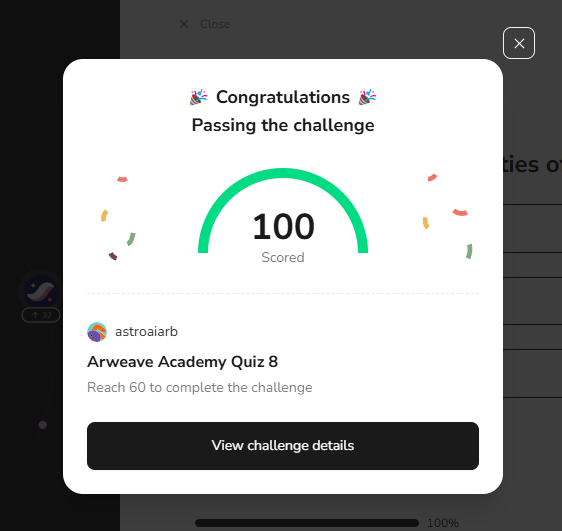 Close
🎉 Congratulations 🎉
Passing the challenge
ties of
100
Scored
32
astroaiarb
Arweave Academy Quiz 8
Reach 60 to complete the challenge
View challenge details
100%